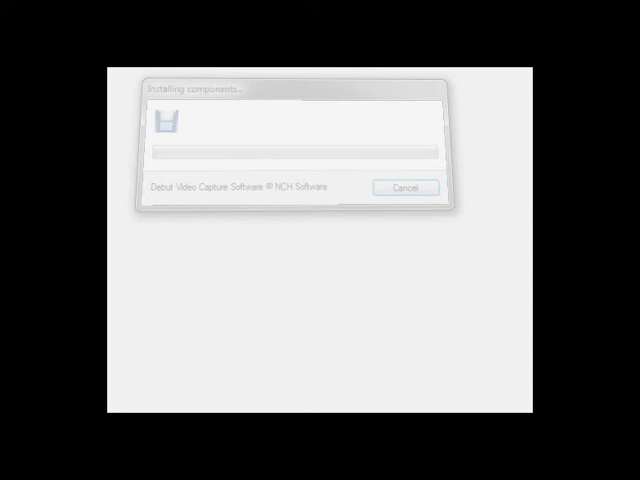 Installing components...
Debut Video Capture Software ® NCH Software
Cancel